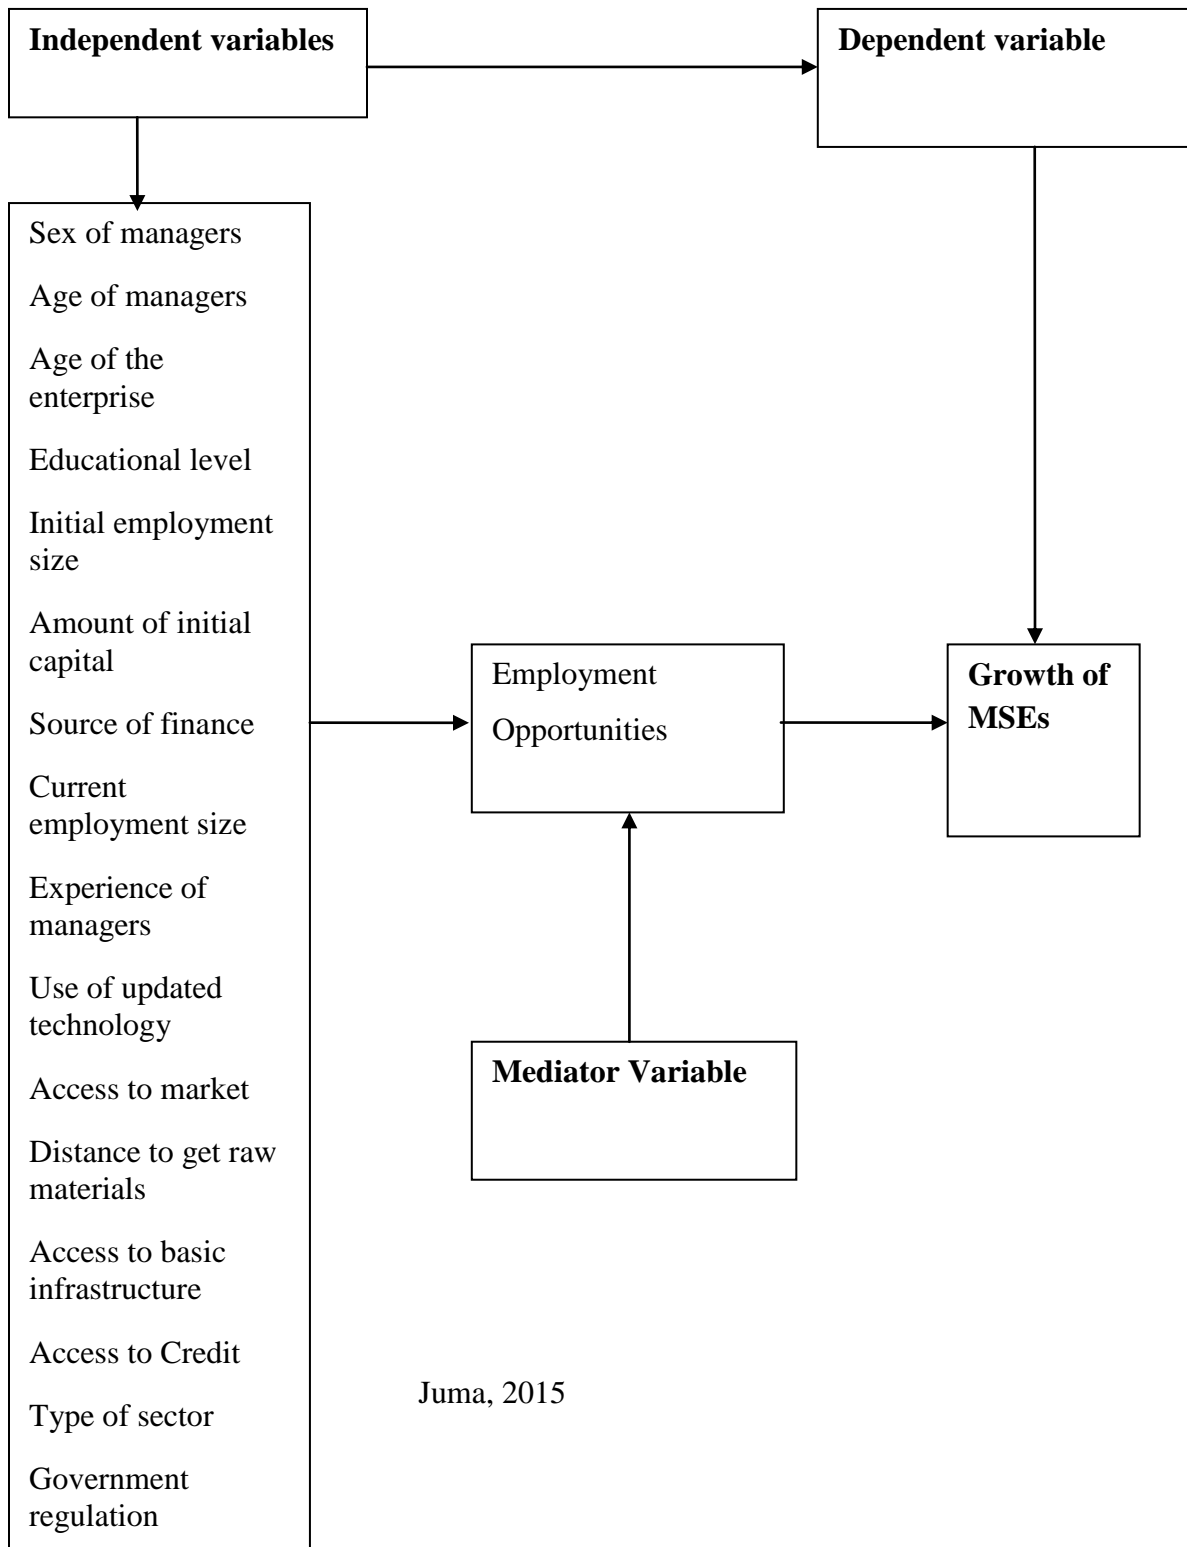 Independent variables
Dependent variable
Sex of managers
Age of managers
Age of the
enterprise
Educational level
Initial employment
size
Amount of initial
capital
Source of finance
Current
employment size
Experience of
managers
Use of updated
technology
Access to market
Distance to get raw
materials
Access to basic
infrastructure
Access to Credit
Type of sector
Government
regulation
Employment
Opportunities
Growth of
MSEs
Mediator Variable
Juma, 2015